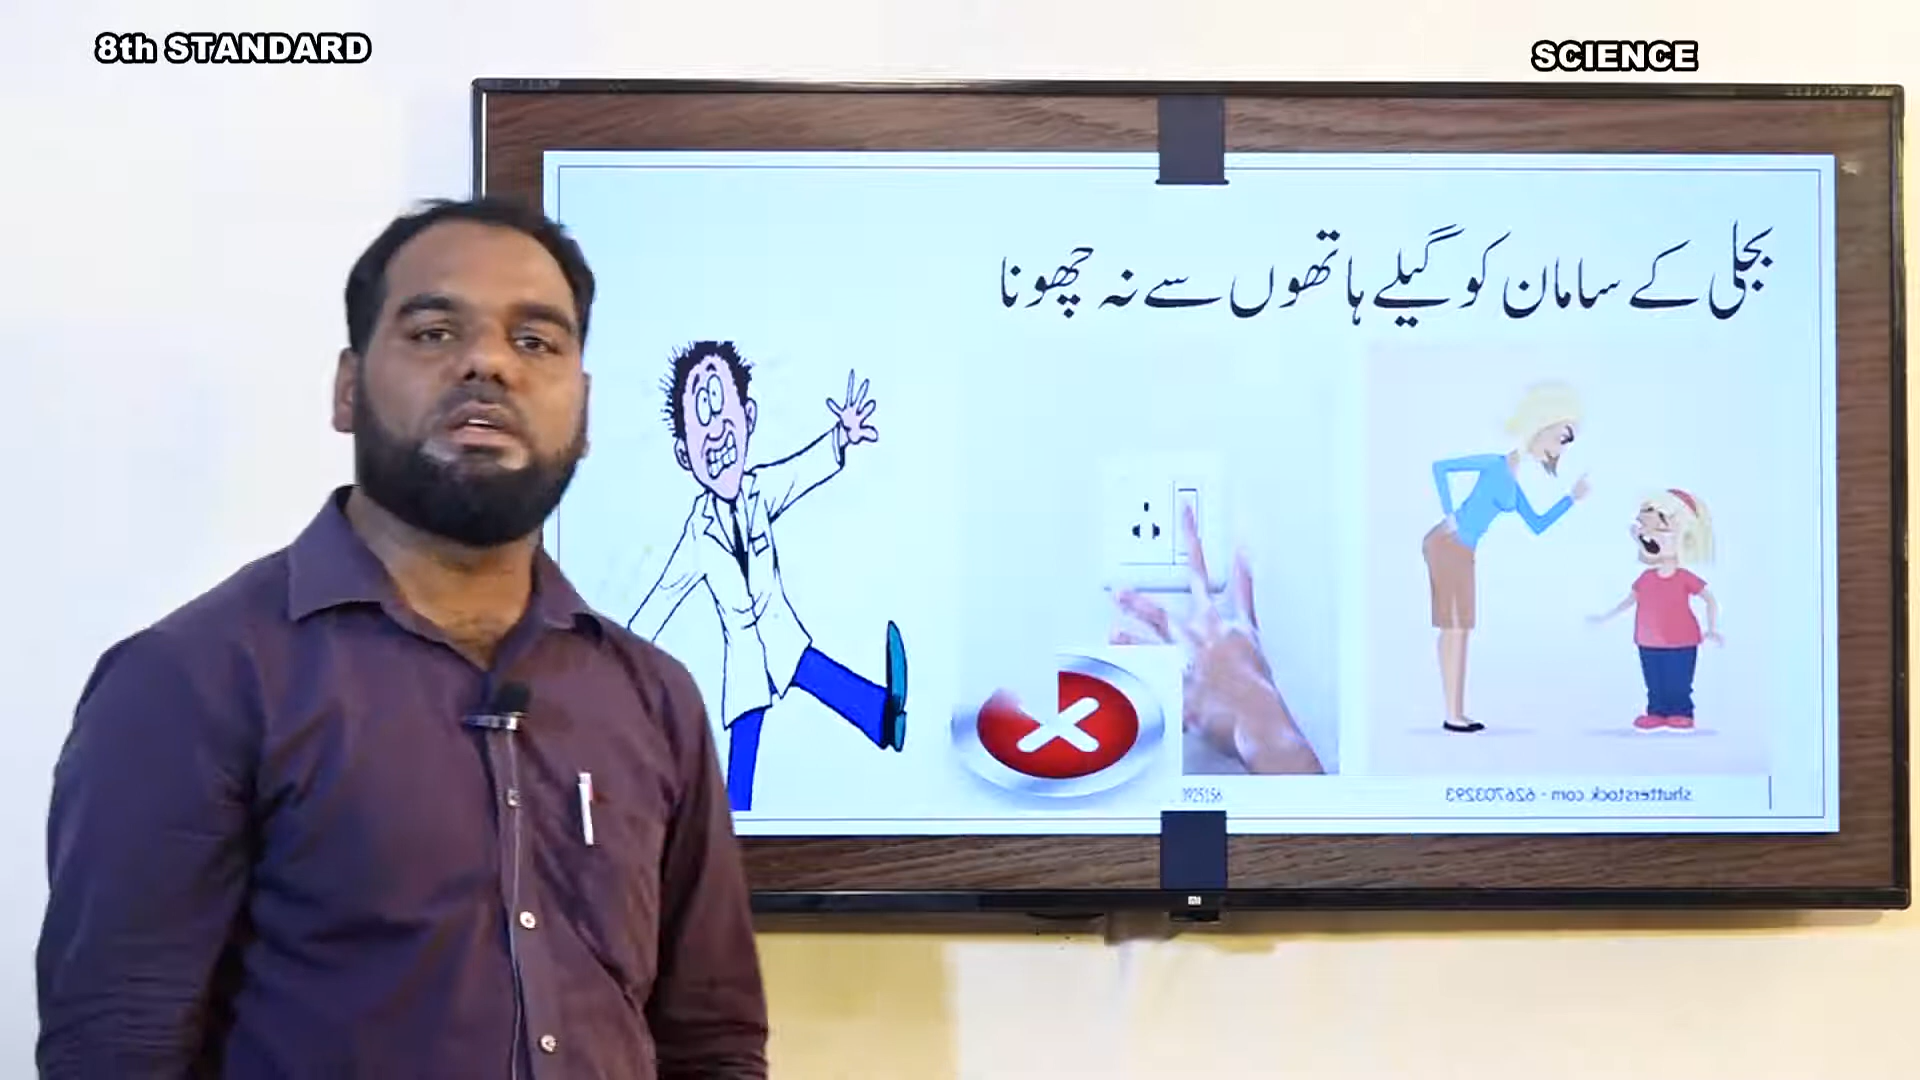 8th STANDARD
SCIENCE
بجلی کے سامان کو گیلے ہاتھوں سے نہ چھونا
shutterstock.com - 626703293